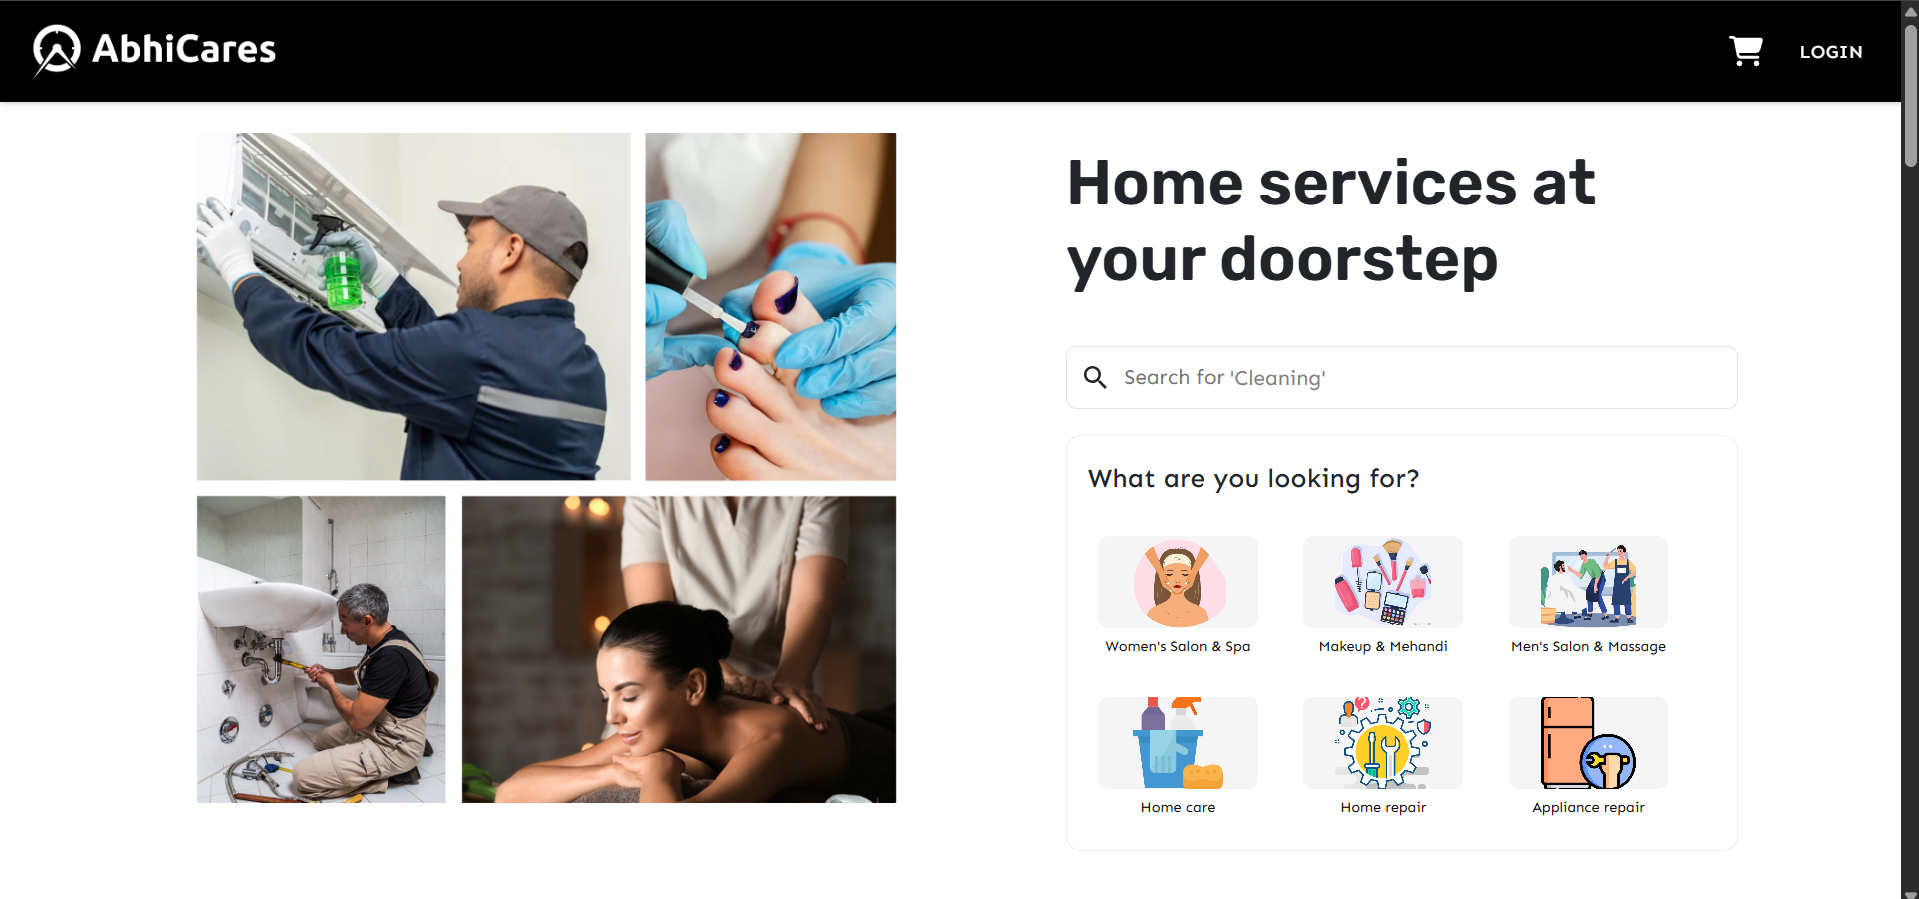 AbhiCares
LOGIN
Home services at
your doorstep
Search for 'Cleaning'
What are you looking for?
Women's Salon & Spa
Makeup & Mehandi
Men's Salon & Massage
Home care
Home repair
Appliance repair